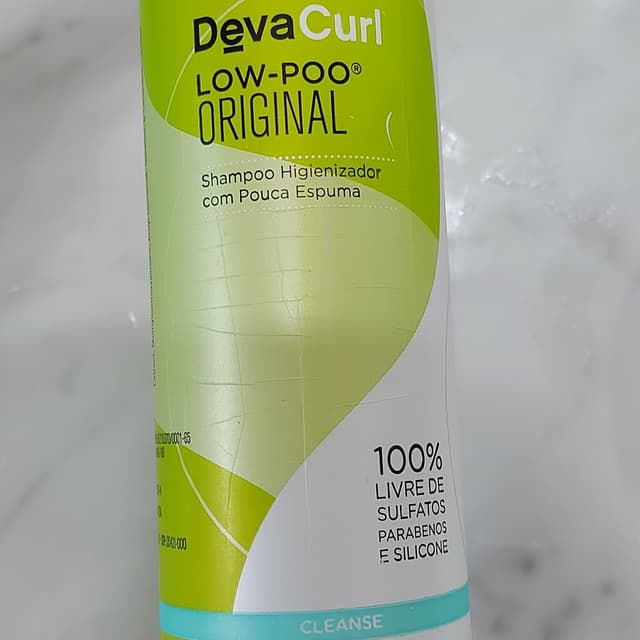 DevaCurl
LOW-POO®
ORIGINAL
Shampoo Higienizador
com Pouca Espuma
100%
LIVRE DE
SULFATOS
PARABENOS
E SILICONE
CLEANSE